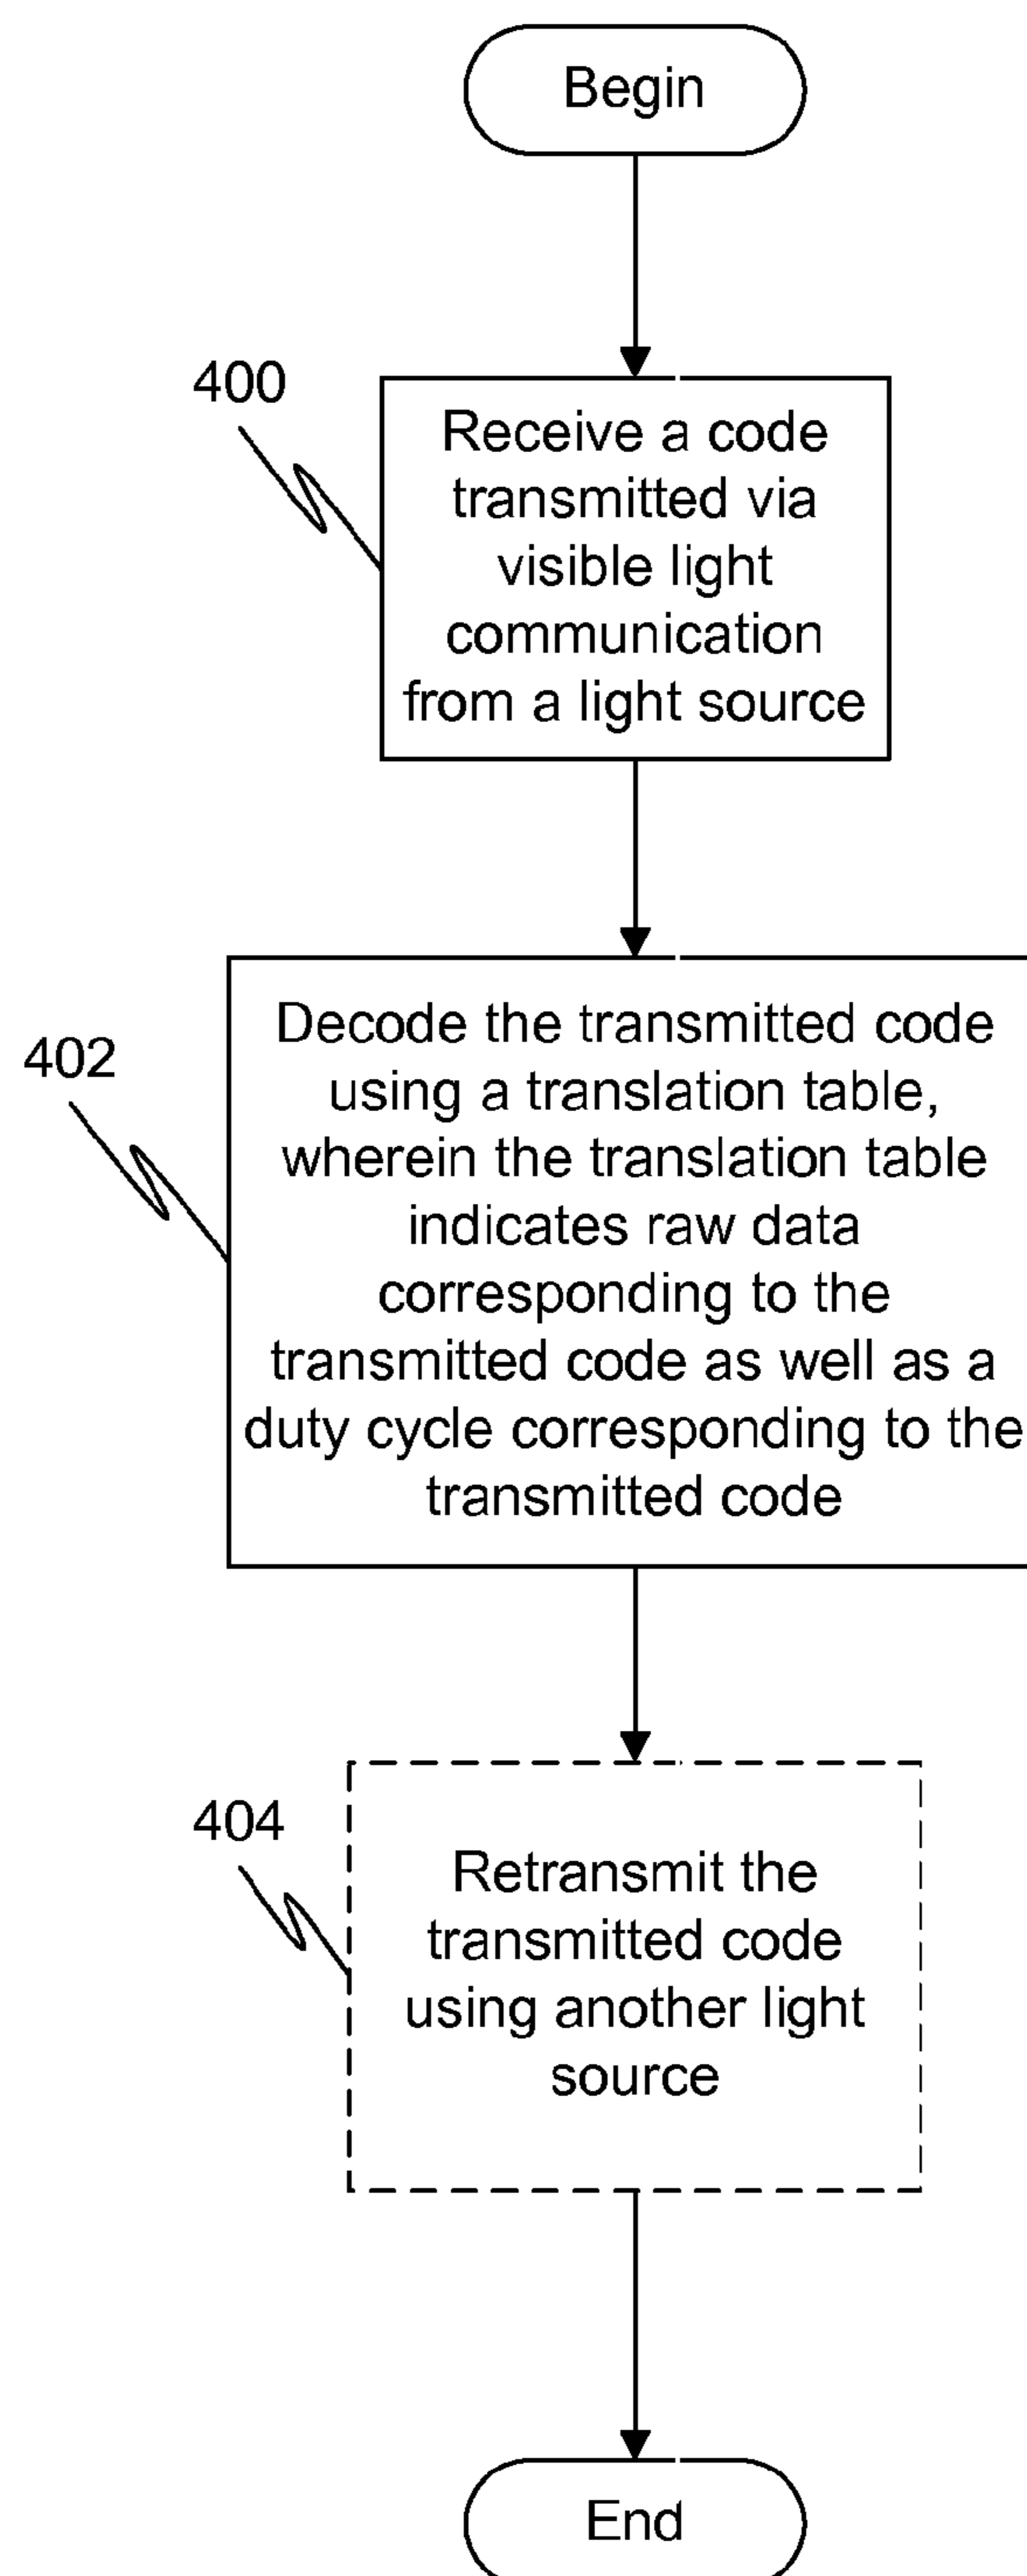 Begin
400
Receive a code
transmitted via
visible light
communication
from a light source
402
Decode the transmitted code
using a translation table,
wherein the translation table
indicates raw data
corresponding to the
transmitted code as well as a
duty cycle corresponding to the
transmitted code
404
Retransmit the
transmitted code
using another light
source
End